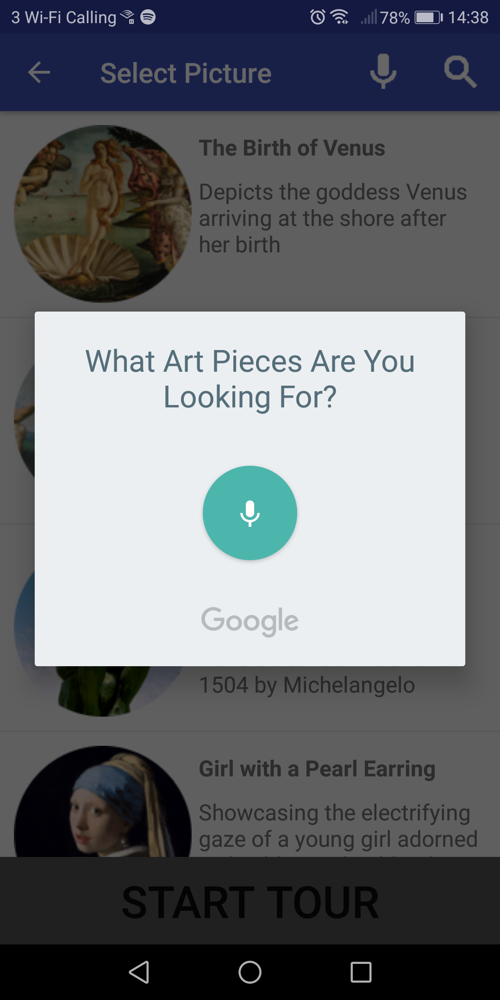 3 Wi-Fi Calling 78% 14:38
Select Picture
The Birth of Venus
Depicts the goddess Venus
arriving at the shore after
her birth
What Art Pieces Are You
Looking For?
Google
1504 by Michelangelo
Girl with a Pearl Earring
Showcasing the electrifying
gaze of a young girl adorned
START TOUR